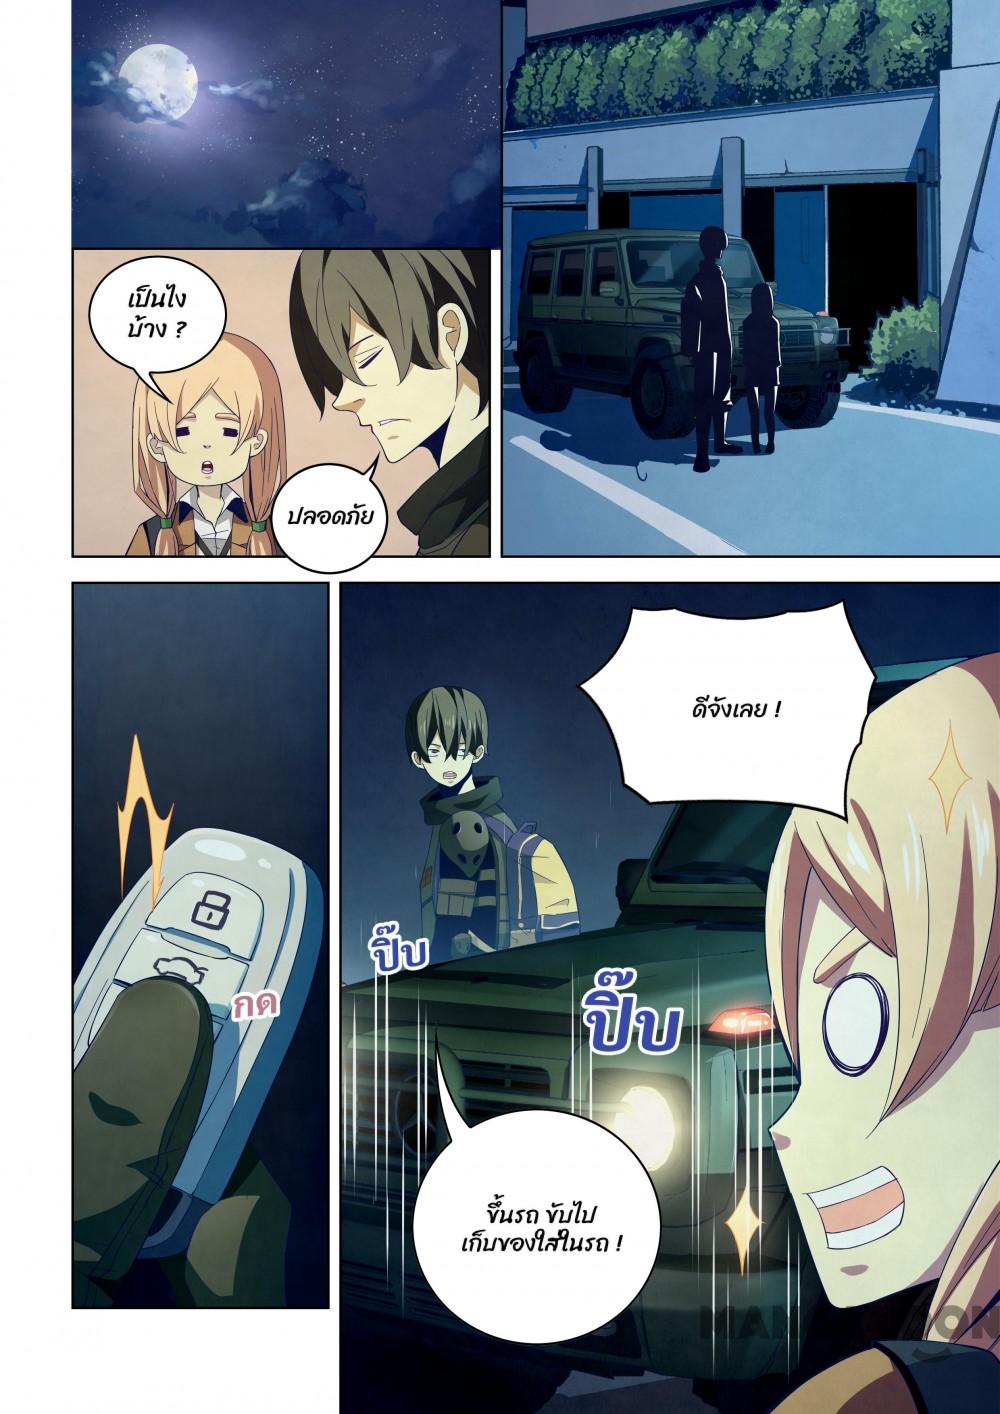 เป็นไง
บ้าง ?
ปลอดภัย
กด
ดีจังเลย !
ปิ๊บ
ปิ๊บ
ขึ้นรถ ขับไป
เก็บของใส่ในรถ !